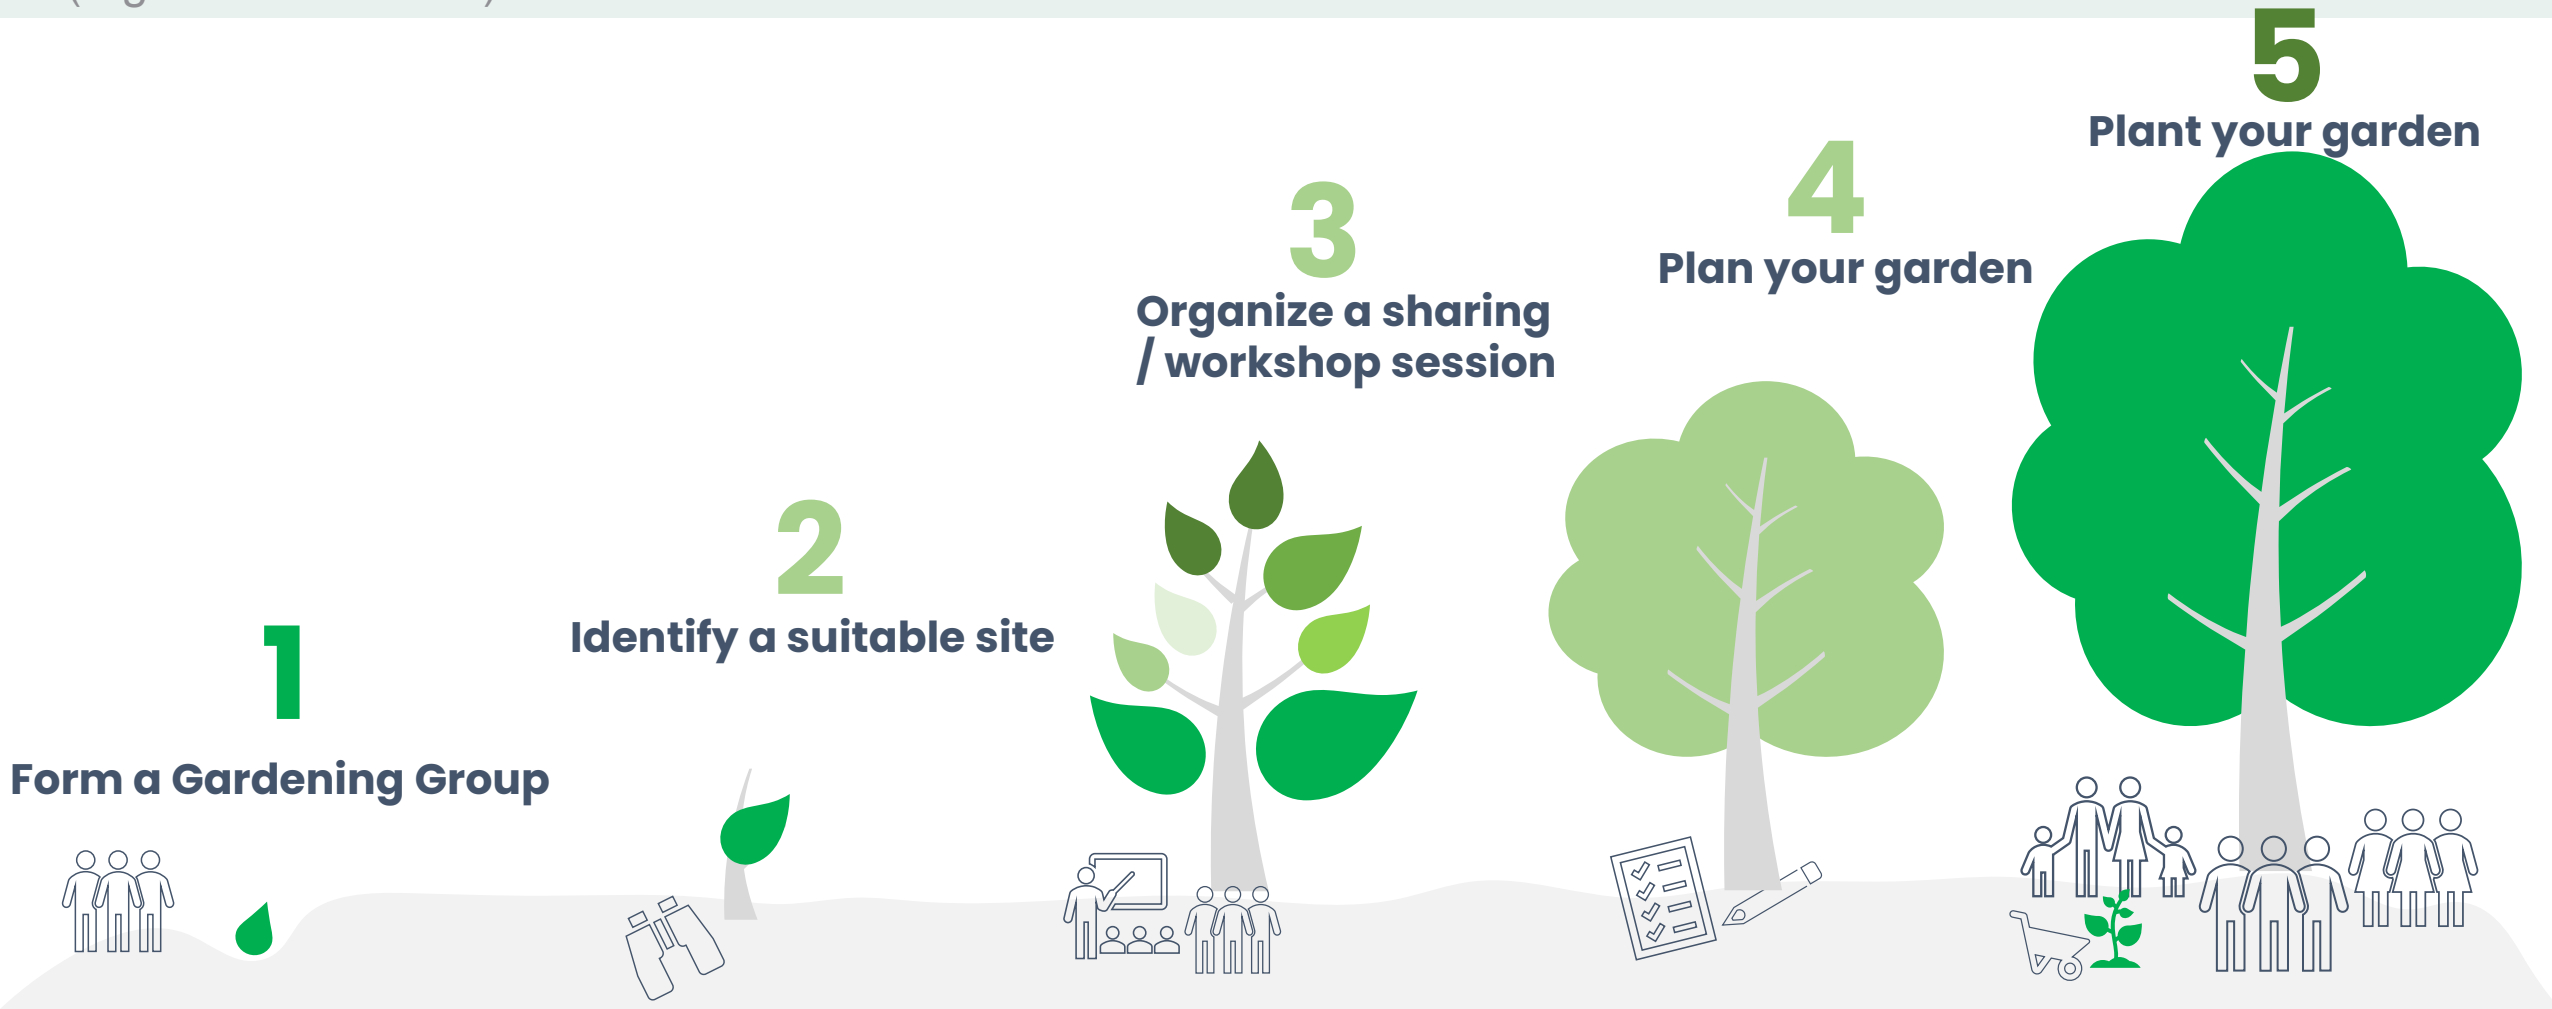 1
Form a Gardening Group
2
Identify a suitable site
3
Organize a sharing
/ workshop session
4
Plan your garden
5
Plant your garden